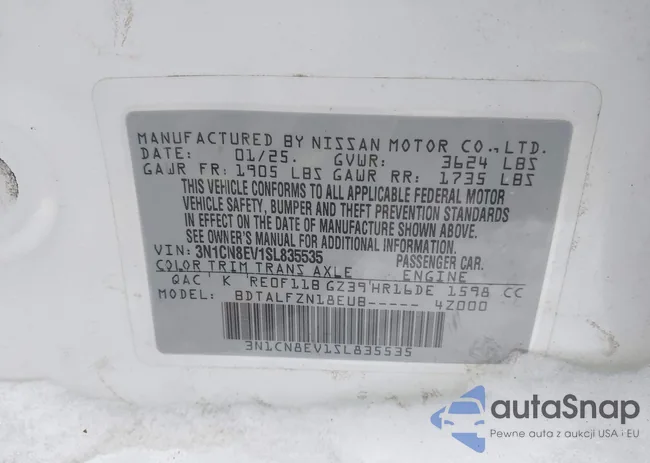 MANUFACTURED BY NISSAN MOTOR CO.,LTD.
DATE: 01/25. GVWR: 3624 LBS
GAWR FR: 1905 LBS GAWR RR: 1735 LBS
THIS VEHICLE CONFORMS TO ALL APPLICABLE FEDERAL MOTOR
VEHICLE SAFETY, BUMPER AND THEFT PREVENTION STANDARDS
IN EFFECT ON THE DATE OF MANUFACTURE SHOWN ABOVE.
SEE OWNER'S MANUAL FOR ADDITIONAL INFORMATION.
VIN: 3N1CN8EV1SL835535 PASSENGER CAR.
COLOR TRIM TRANS AXLE ENGINE
QAC' K 'RE0F11B GZ39'HR16DE 1598 CC
MODEL: BDTALFZN18EUB----- 4Z000
3N1CN8EV1SL835535
autaSnap
Pewne auta z aukcji USA i EU